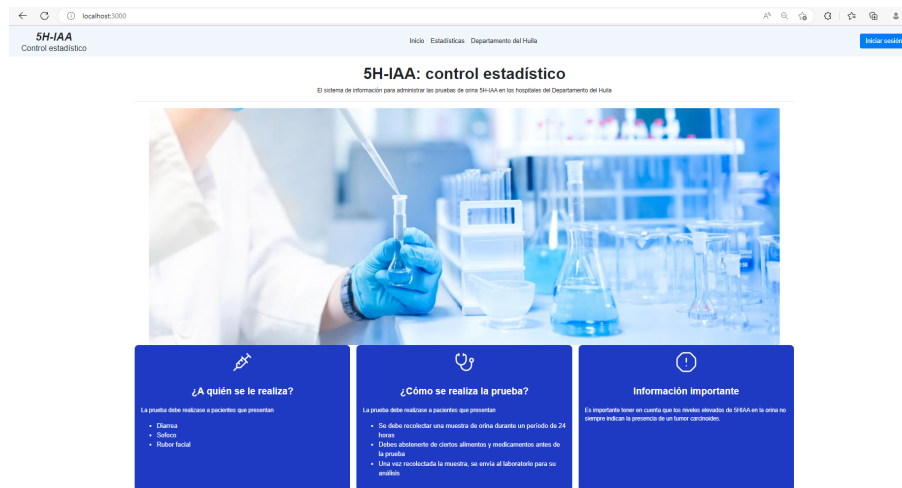 localhost:3000
5H-IAA
Control estadístico
Inicio Estadísticas Departamento del Huila
Iniciar sesión
5H-IAA: control estadístico
El sistema de información para administrar las pruebas de orina 5H-IAA en los hospitales del Departamento del Huila
¿A quién se le realiza?
La prueba debe realizase a pacientes que presentan
• Diarrea
• Sofoco
• Rubor facial
¿Cómo se realiza la prueba?
La prueba debe realizase a pacientes que presentan
• Se debe recolectar una muestra de orina durante un período de 24
horas
• Debes abstenerte de ciertos alimentos y medicamentos antes de
la prueba
• Una vez recolectada la muestra, se envía al laboratorio para su
análisis
Información importante
Es importante tener en cuenta que los niveles elevados de 5HIAA en la orina no
siempre indican la presencia de un tumor carcinoides.